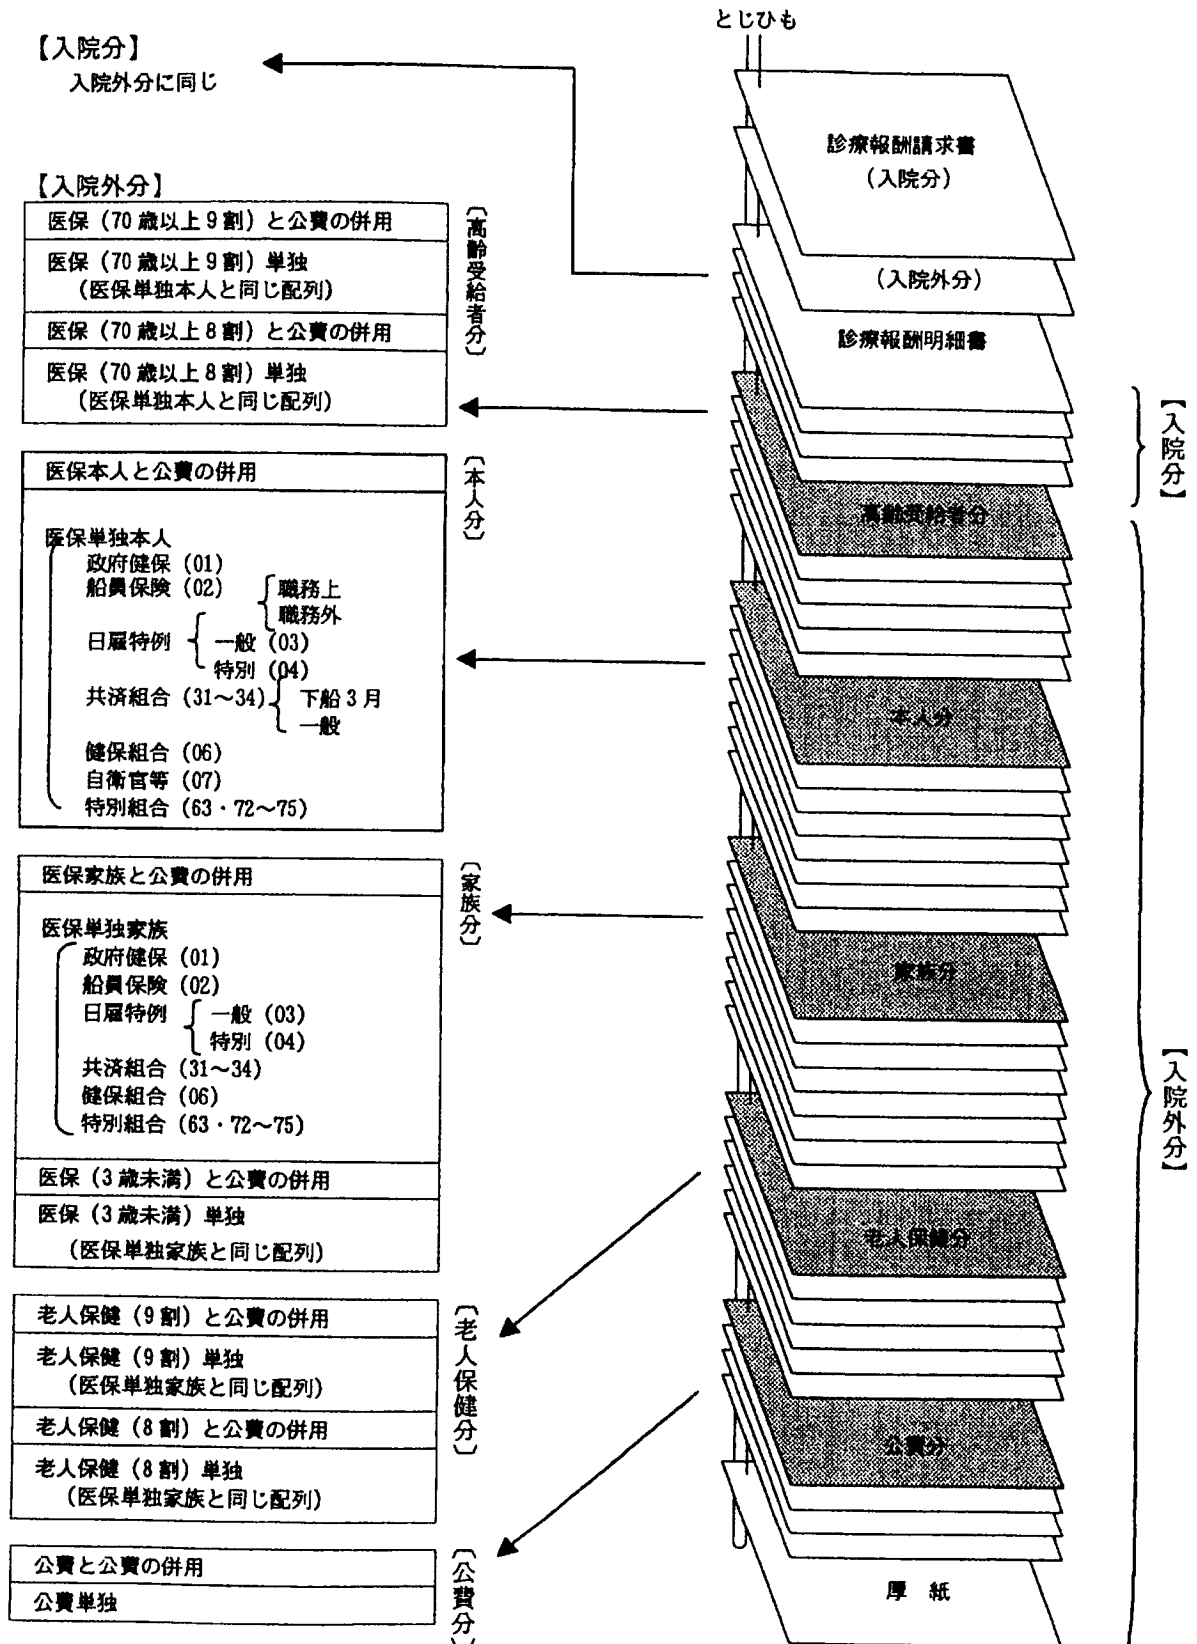 とじひも
【入院分】
入院外分に同じ
【入院外分】
医保（70歳以上9割）と公費の併用
医保（70歳以上9割）単独
（医保単独本人と同じ配列）
医保（70歳以上8割）と公費の併用
医保（70歳以上8割）単独
（医保単独本人と同じ配列）
〔高齢受給者分〕
医保本人と公費の併用
医保単独本人
政府健保（01）
船員保険（02）
職務上
職務外
日雇特例
一般（03）
特別（04）
共済組合（31～34）
下船3月
一般
健保組合（06）
自衛官等（07）
特別組合（63・72～75）
〔本人分〕
医保家族と公費の併用
医保単独家族
政府健保（01）
船員保険（02）
日雇特例
一般（03）
特別（04）
共済組合（31～34）
健保組合（06）
特別組合（63・72～75）
医保（3歳未満）と公費の併用
医保（3歳未満）単独
（医保単独家族と同じ配列）
〔家族分〕
老人保健（9割）と公費の併用
老人保健（9割）単独
（医保単独家族と同じ配列）
老人保健（8割）と公費の併用
老人保健（8割）単独
（医保単独家族と同じ配列）
〔老人保健分〕
公費と公費の併用
公費単独
〔公費分〕
診療報酬請求書
（入院分）
（入院外分）
診療報酬明細書
高齢受給者分
本人分
家族分
老人保健分
公費分
厚紙
【入院分】
【入院外分】